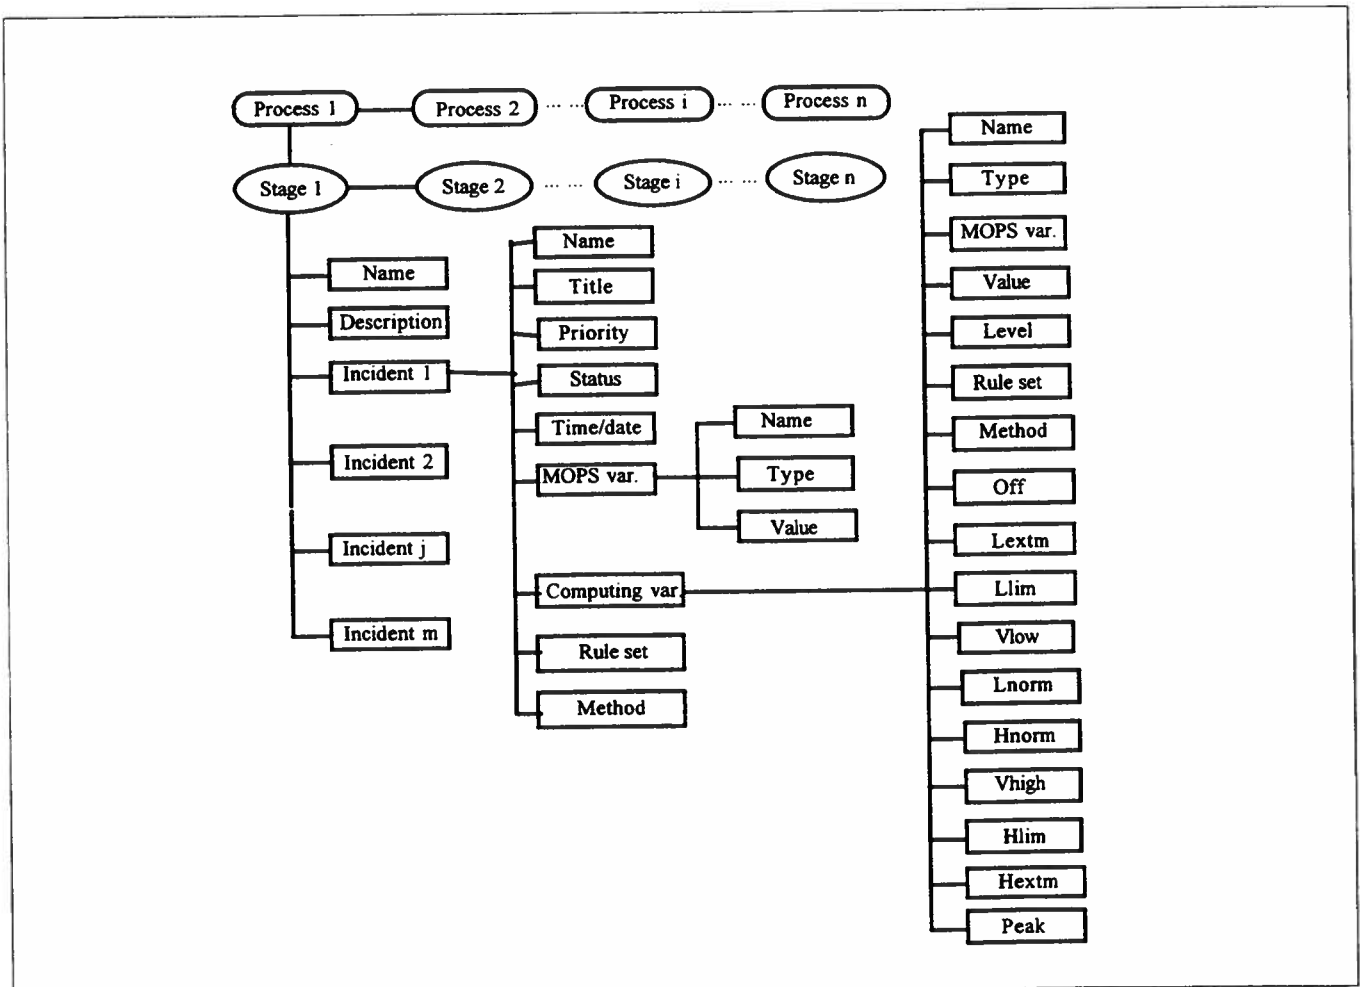 Process 1
Process 2
... ...
Process i
... ...
Process n
Stage 1
Stage 2
... ...
Stage i
... ...
Stage n
Name
Description
Incident 1
Incident 2
Incident j
Incident m
Name
Title
Priority
Status
Time/date
MOPS var.
Computing var.
Rule set
Method
Name
Type
Value
Name
Type
MOPS var.
Value
Level
Rule set
Method
Off
Lextm
Llim
Vlow
Lnorm
Hnorm
Vhigh
Hlim
Hextm
Peak